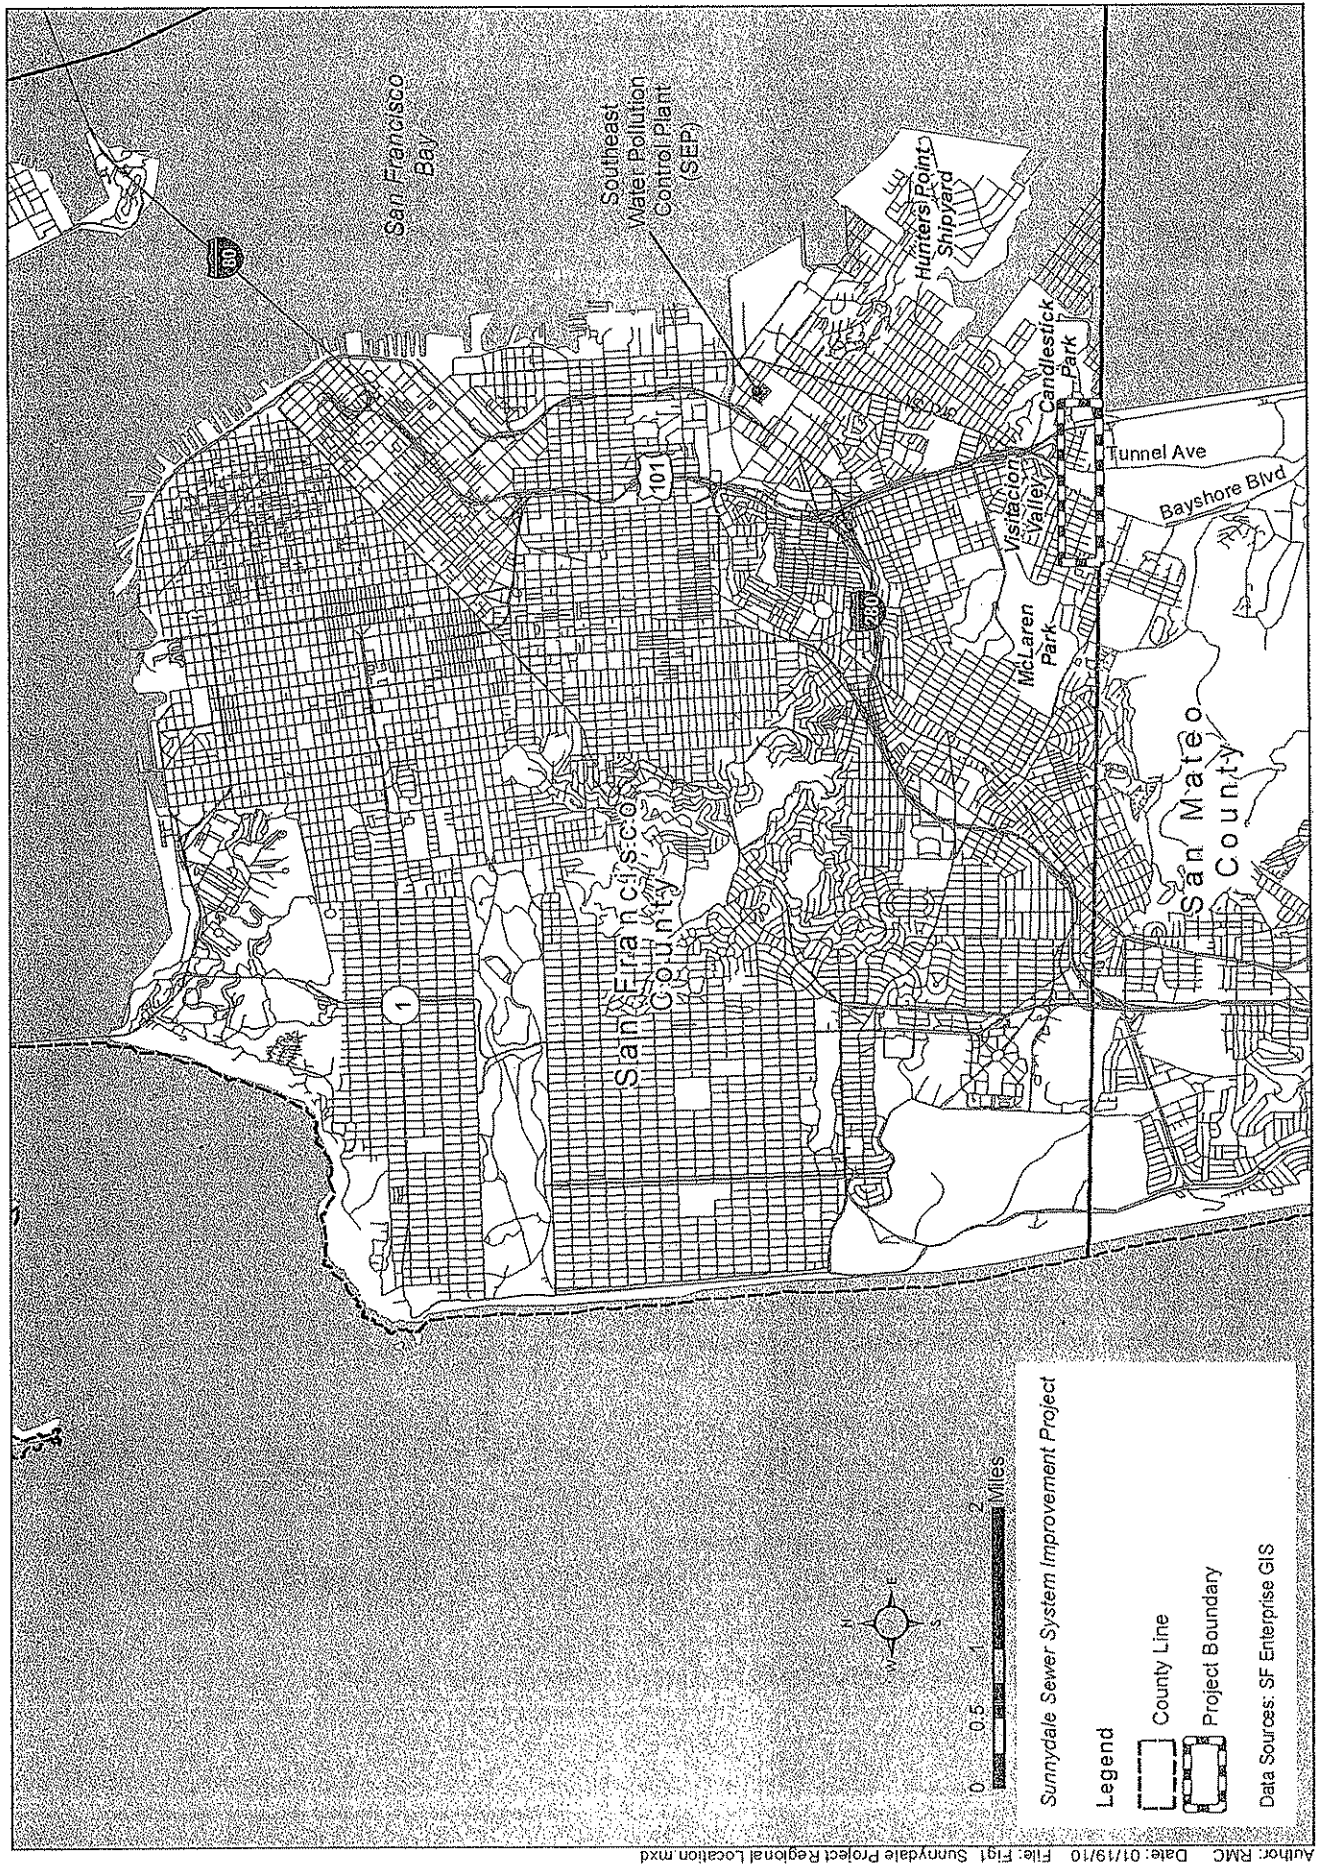 San Francisco
Bay
80
Southeast
Water Pollution
Control Plant
(SEP)
Hunters Point
Shipyard
Candlestick
Park
101
3RD ST
Visitacion
Valley
Tunnel Ave
Bayshore Blvd
280
McLaren
Park
San Francisco
County
San Mateo
County
1
N
E
S
W
0
0.5
1
2
Miles
Sunnydale Sewer System Improvement Project
Legend
County Line
Project Boundary
Data Sources: SF Enterprise GIS
Author: RMC Date: 01/19/10 File: Fig1 Sunnydale Project Regional Location.mxd